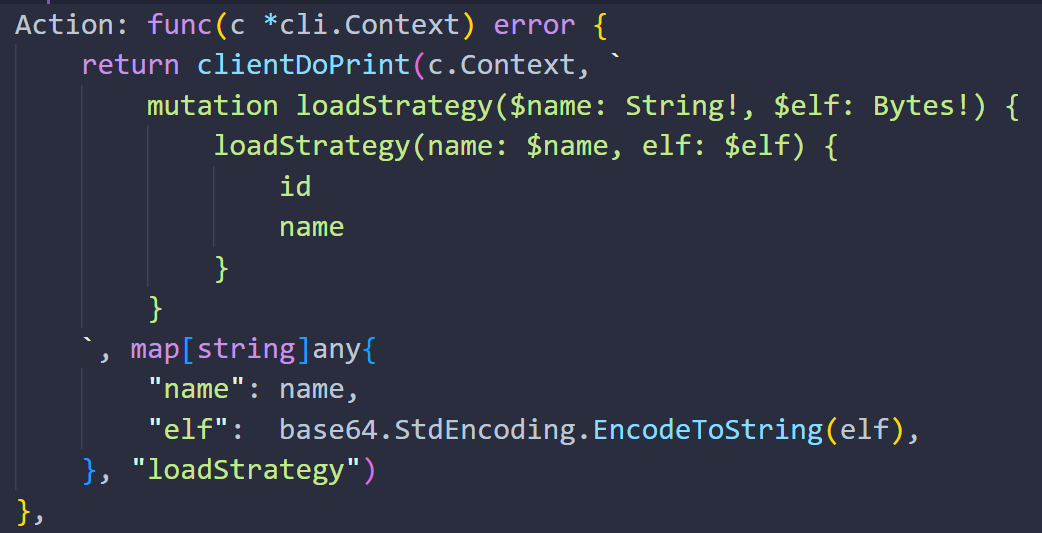 Action: func(c *cli.Context) error {
    return clientDoPrint(c.Context, `
        mutation loadStrategy($name: String!, $elf: Bytes!) {
            loadStrategy(name: $name, elf: $elf) {
                id
                name
            }
        }
    `, map[string]any{
        "name": name,
        "elf":  base64.StdEncoding.EncodeToString(elf),
    }, "loadStrategy")
},